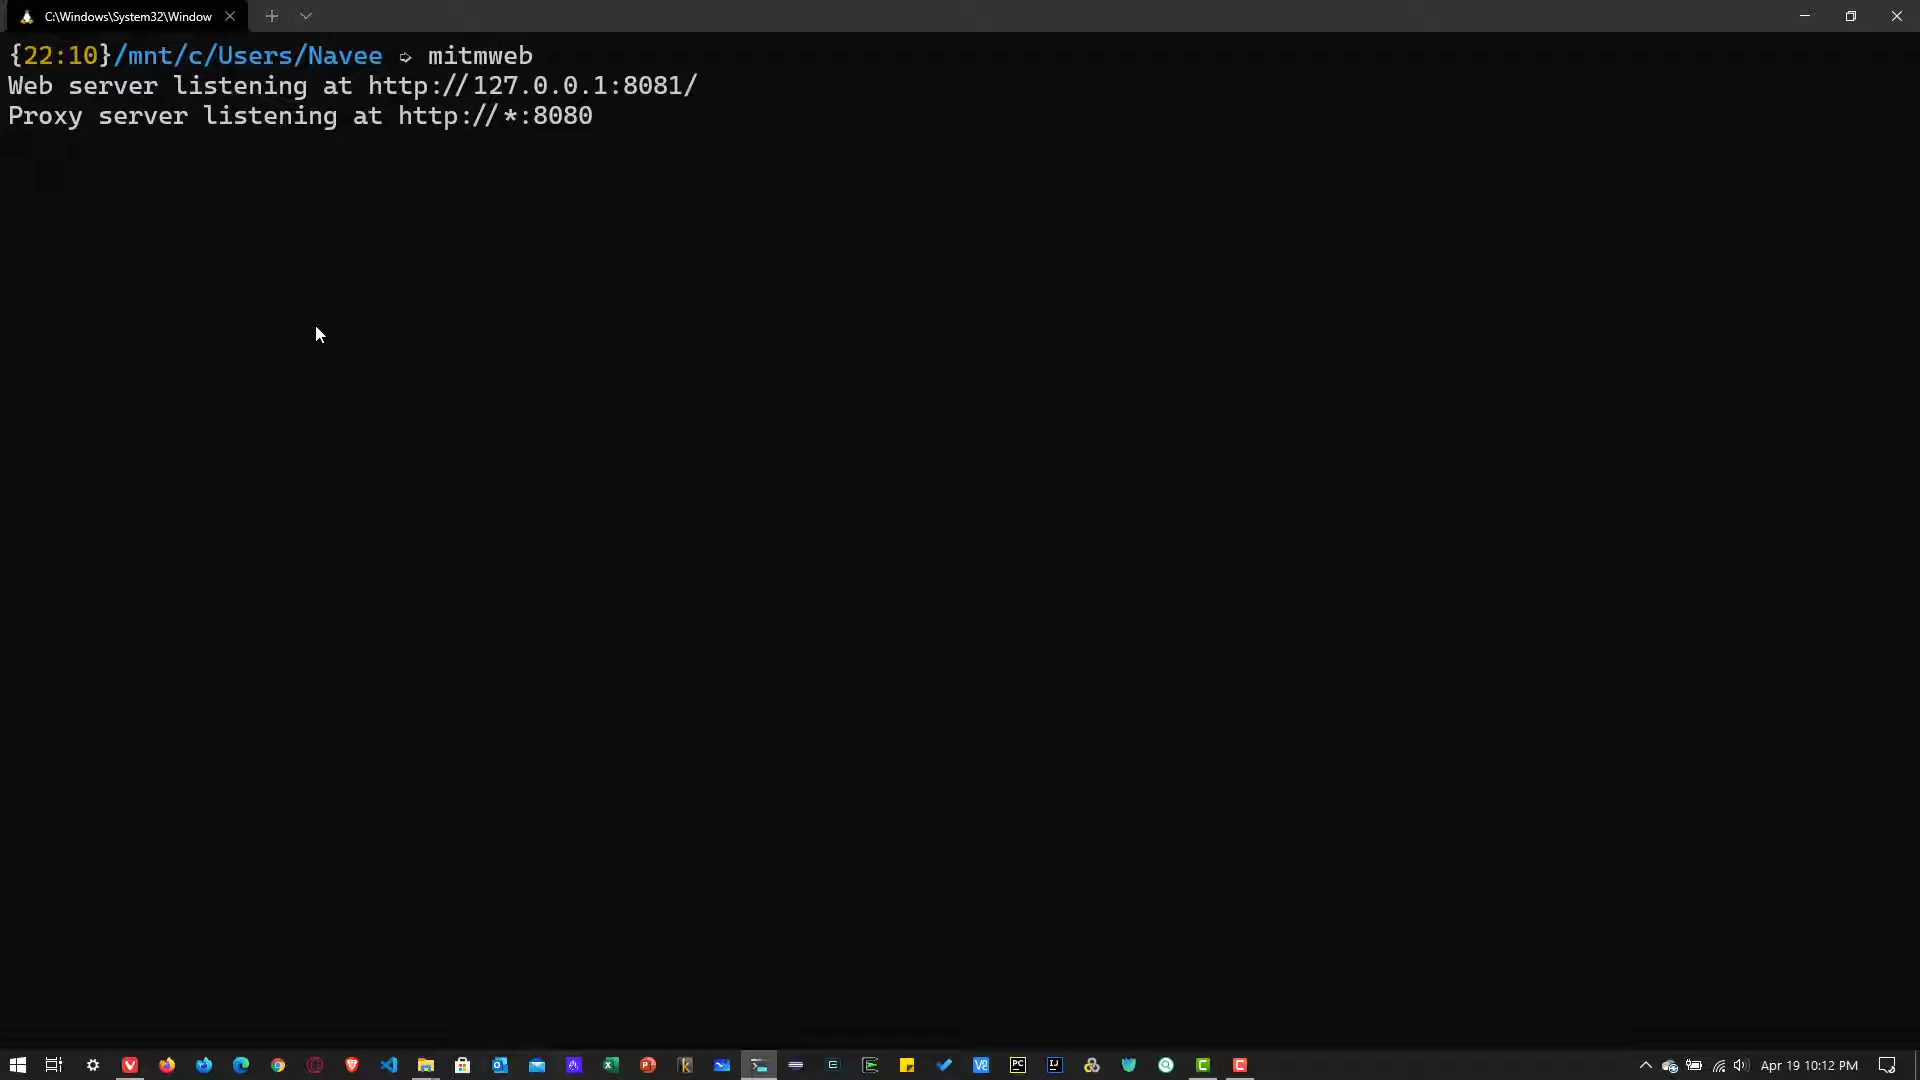 C:\Windows\System32\Window
{22:10}/mnt/c/Users/Navee ➩ mitmweb
Web server listening at http://127.0.0.1:8081/
Proxy server listening at http://*:8080
Apr 19 10:12 PM